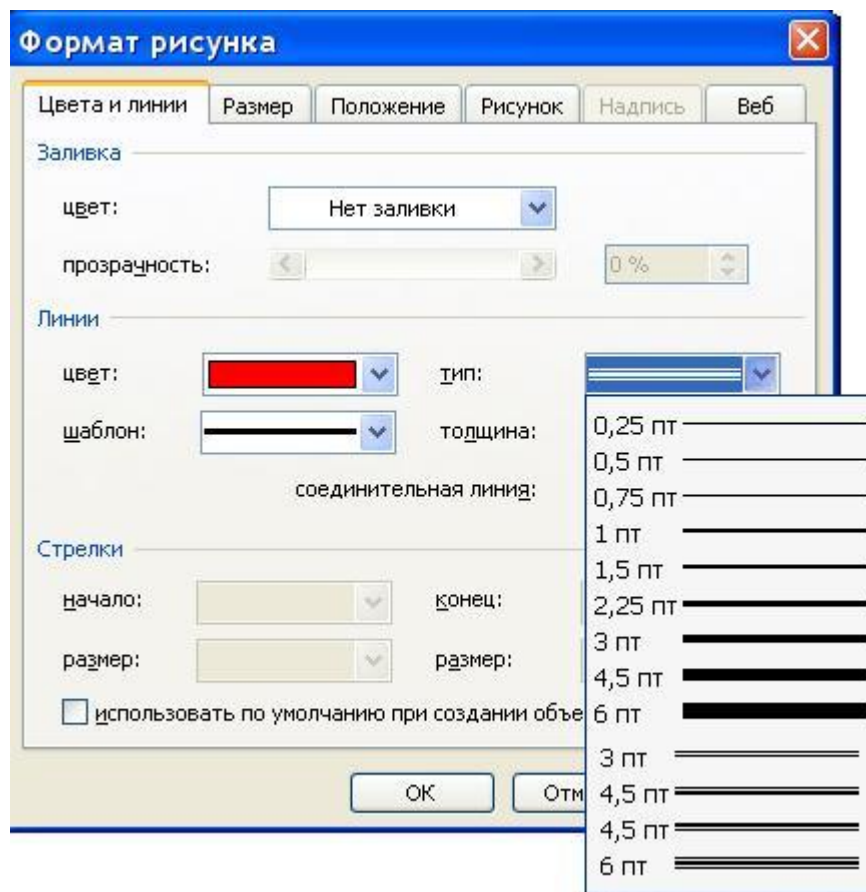 Формат рисунка
Цвета и линии Размер Положение Рисунок Надпись Веб
Заливка
цвет: Нет заливки
прозрачность: 0 %
Линии
цвет: тип:
шаблон: толщина:
соединительная линия:
Стрелки
начало: конец:
размер: размер:
использовать по умолчанию при создании объе
ОК Отм
0,25 пт
0,5 пт
0,75 пт
1 пт
1,5 пт
2,25 пт
3 пт
4,5 пт
6 пт
3 пт
4,5 пт
4,5 пт
6 пт